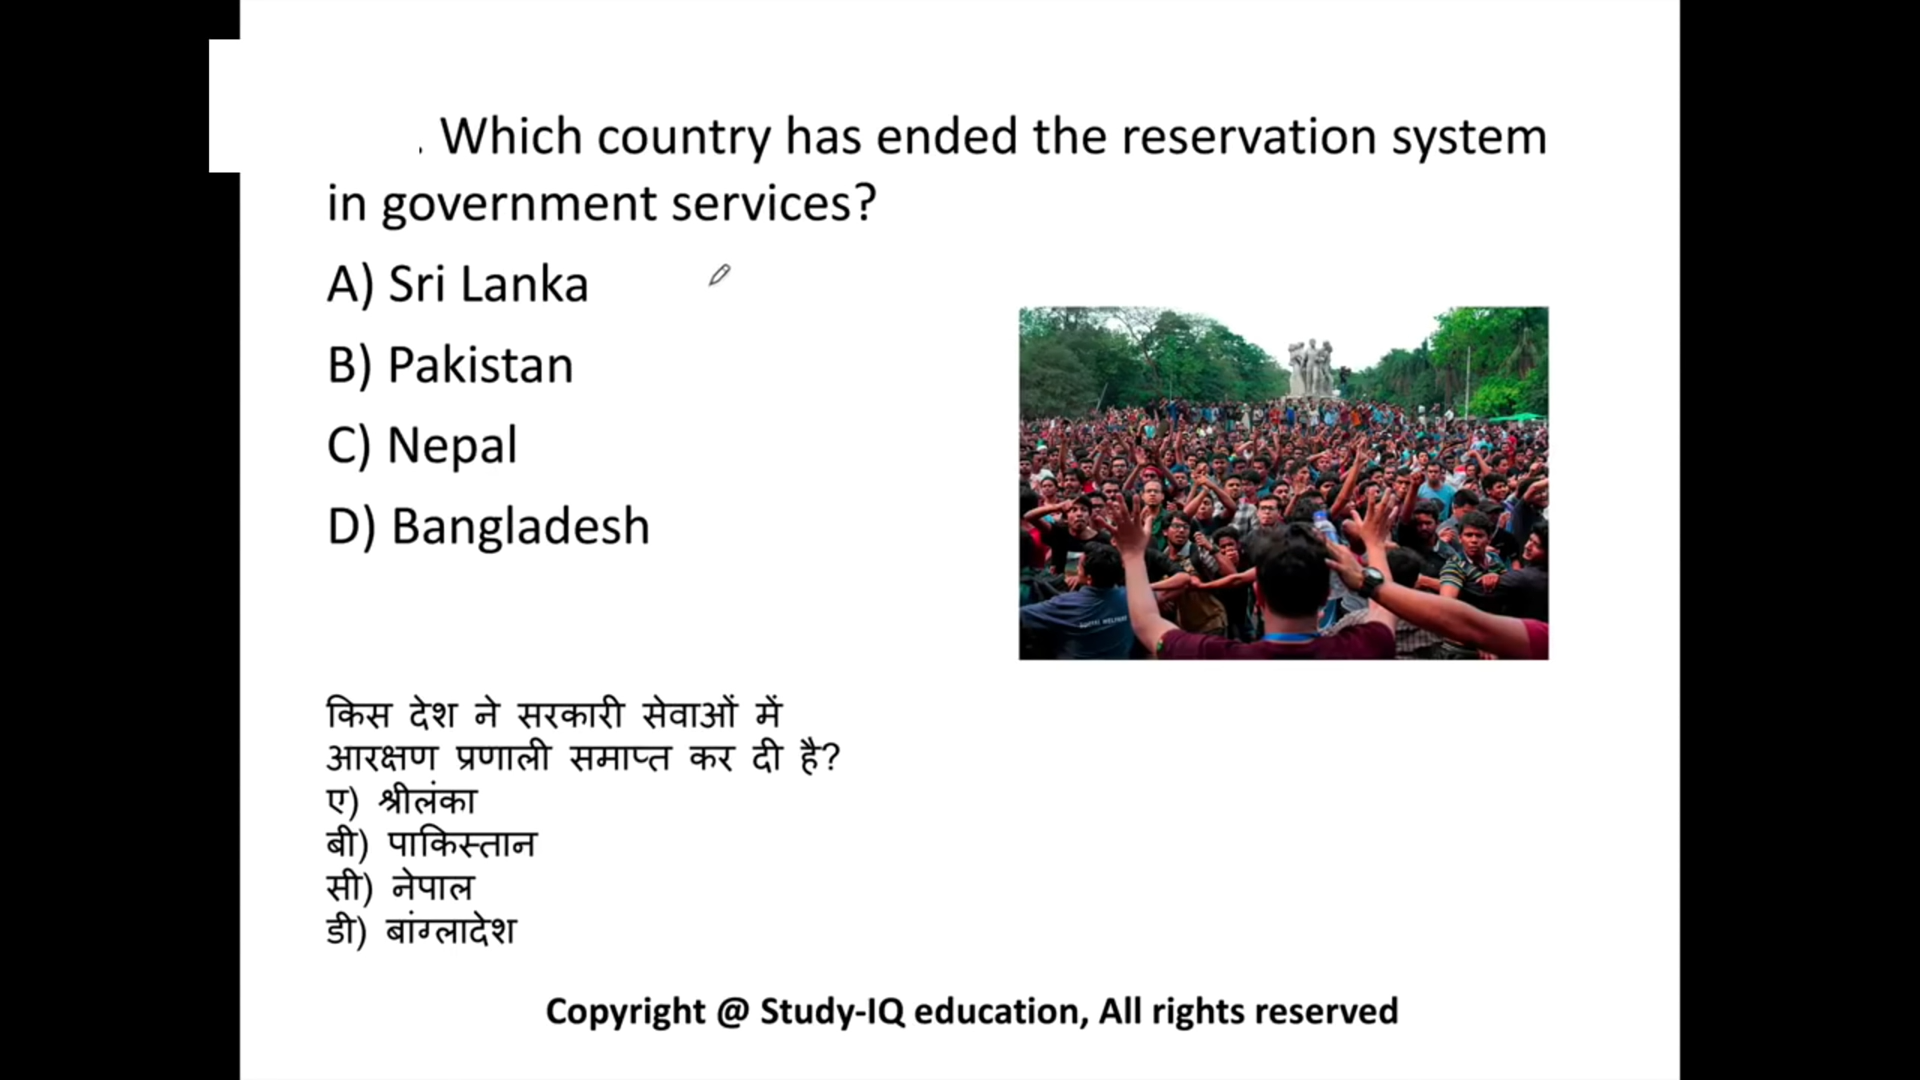 . Which country has ended the reservation system
in government services?
A) Sri Lanka
B) Pakistan
C) Nepal
D) Bangladesh
किस देश ने सरकारी सेवाओं में
आरक्षण प्रणाली समाप्त कर दी है?
ए) श्रीलंका
बी) पाकिस्तान
सी) नेपाल
डी) बांग्लादेश
Copyright @ Study-IQ education, All rights reserved